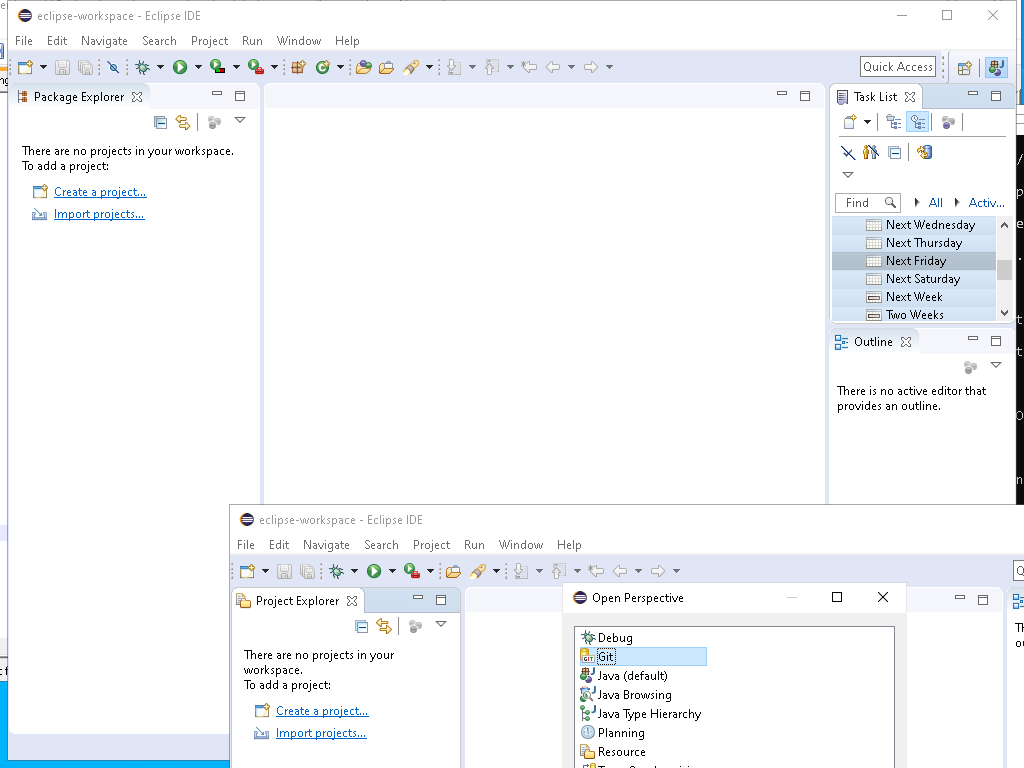 eclipse-workspace - Eclipse IDE
File Edit Navigate Search Project Run Window Help
Quick Access
Package Explorer
There are no projects in your workspace.
To add a project:
Create a project...
Import projects...
Task List
Find All Activ...
Next Wednesday
Next Thursday
Next Friday
Next Saturday
Next Week
Two Weeks
Outline
There is no active editor that
provides an outline.
eclipse-workspace - Eclipse IDE
File Edit Navigate Search Project Run Window Help
Project Explorer
There are no projects in your
workspace.
To add a project:
Create a project...
Import projects...
Open Perspective
Debug
Git
Java (default)
Java Browsing
Java Type Hierarchy
Planning
Resource